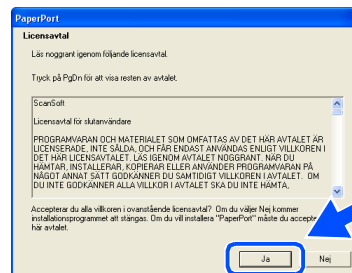 PaperPort
Licensavtal
Läs noggrant igenom följande licensavtal.
Tryck på PgDn för att visa resten av avtalet.
ScanSoft
Licensavtal för slutanvändare
PROGRAMVARAN OCH MATERIALET SOM OMFATTAS AV DET HÄR AVTALET ÄR
LICENSERADE, INTE SÅLDA, OCH FÅR ENDAST ANVÄNDAS ENLIGT VILLKOREN I
DET HÄR LICENSAVTALET. LÄS IGENOM AVTALET NOGGRANT. NÄR DU
HÄMTAR, INSTALLERAR, KOPIERAR ELLER ANVÄNDER PROGRAMVARAN PÅ
NÅGOT ANNAT SÄTT GODKÄNNER DU SAMTIDIGT VILLKOREN I AVTALET. OM
DU INTE GODKÄNNER ALLA VILLKOR I AVTALET SKA DU INTE HÄMTA,
Accepterar du alla villkoren i ovanstående licensavtal? Om du väljer Nej kommer
installationsprogrammet att stängas. Om du vill installera "PaperPort" måste du accepte
här avtalet.
Ja
Nej